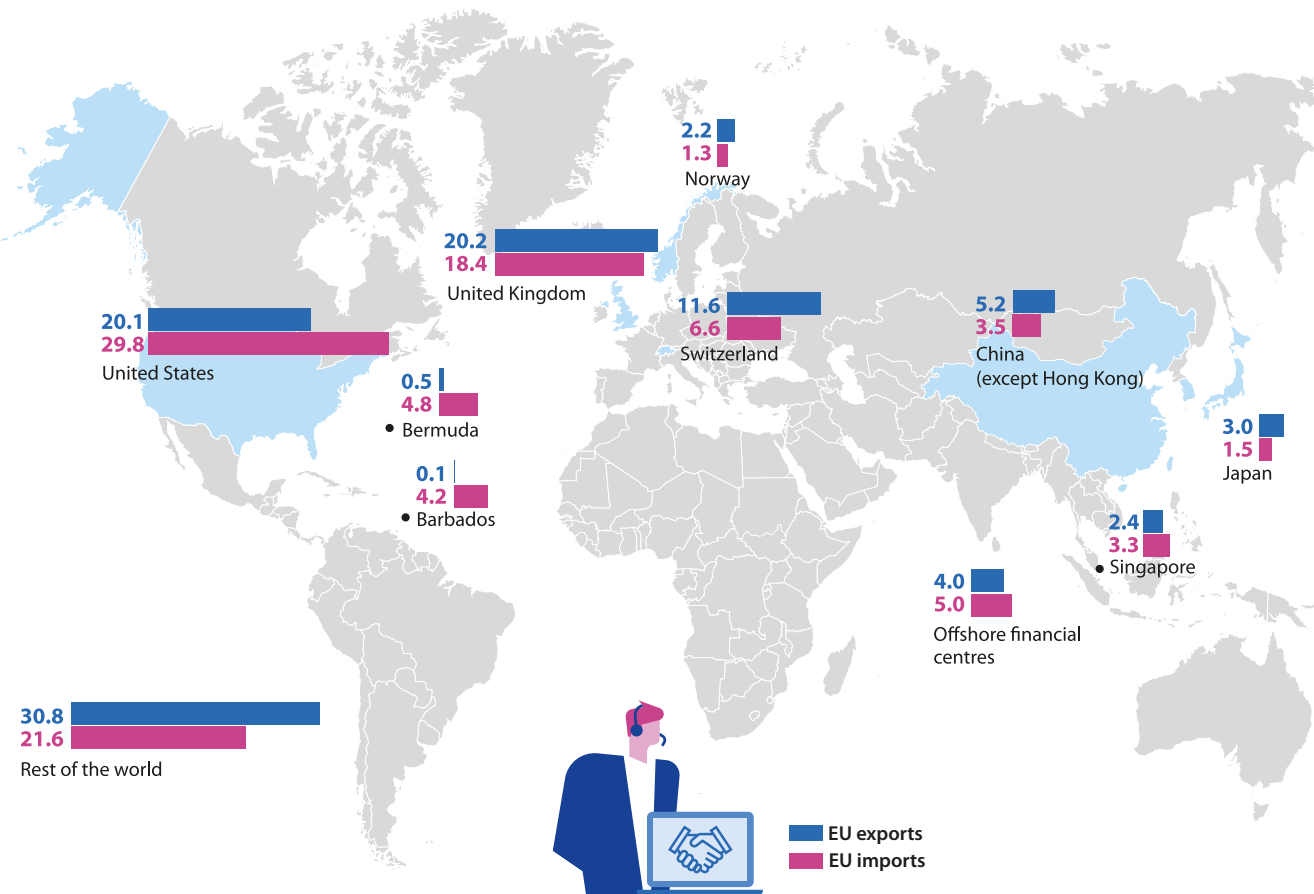 2.2
1.3
Norway
20.2
18.4
United Kingdom
11.6
6.6
Switzerland
5.2
3.5
China
(except Hong Kong)
20.1
29.8
United States
0.5
4.8
Bermuda
3.0
1.5
Japan
0.1
4.2
Barbados
2.4
3.3
Singapore
4.0
5.0
Offshore financial
centres
30.8
21.6
Rest of the world
EU exports
EU imports